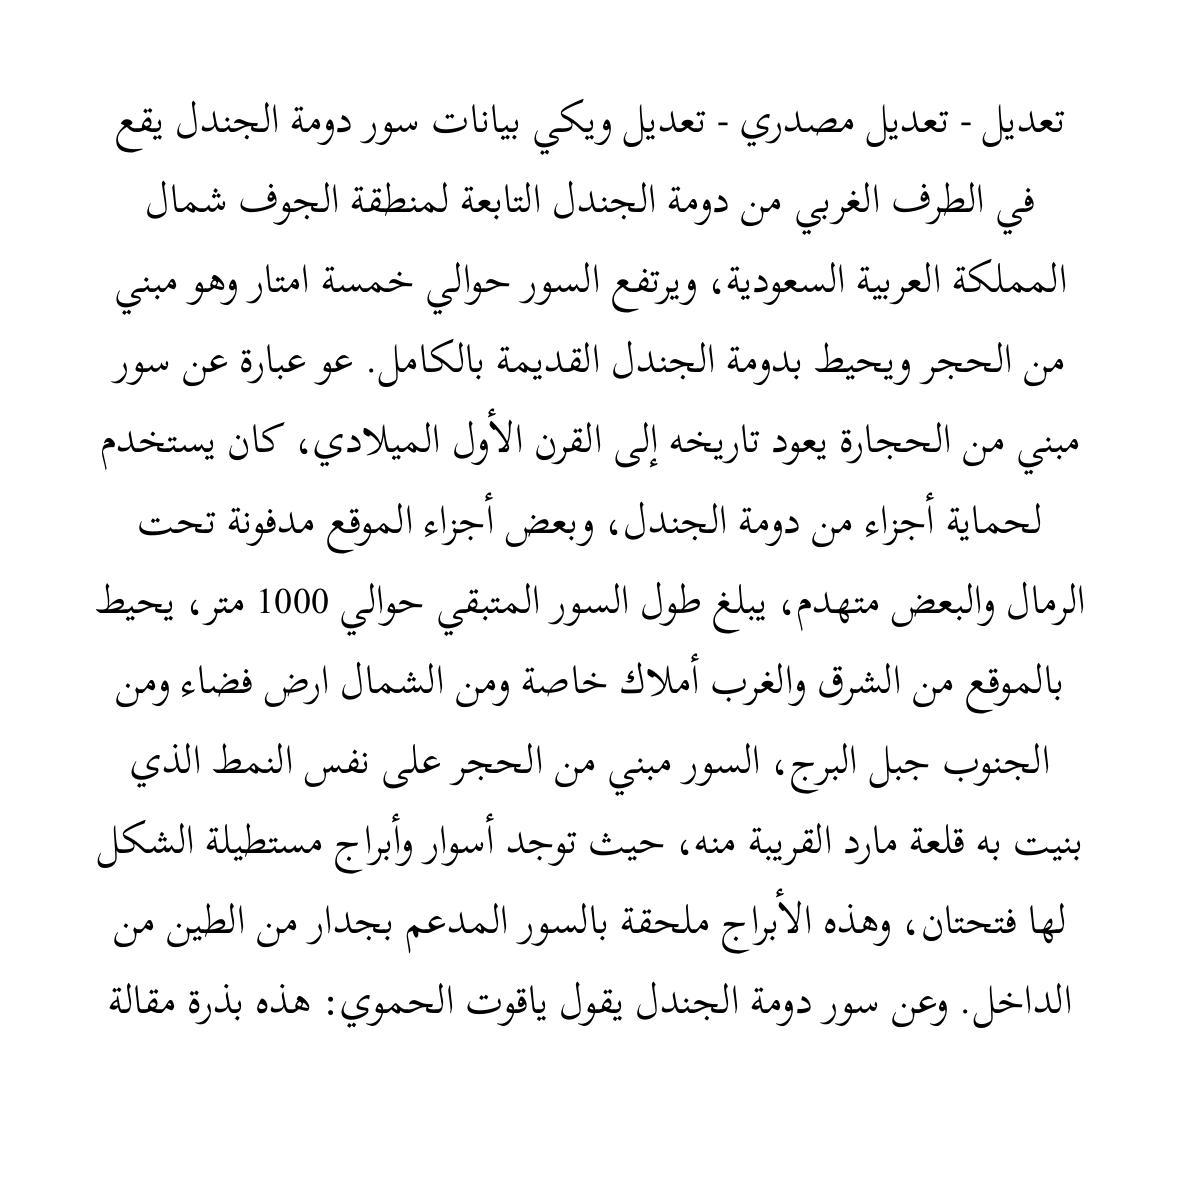 تعديل - تعديل مصدري - تعديل ويكي بيانات سور دومة الجندل يقع
في الطرف الغربي من دومة الجندل التابعة لمنطقة الجوف شمال
المملكة العربية السعودية، ويرتفع السور حوالي خمسة امتار وهو مبني
من الحجر ويحيط بدومة الجندل القديمة بالكامل. عو عبارة عن سور
مبني من الحجارة يعود تاريخه إلى القرن الأول الميلادي، كان يستخدم
لحماية أجزاء من دومة الجندل، وبعض أجزاء الموقع مدفونة تحت
الرمال والبعض متهدم، يبلغ طول السور المتبقي حوالي 1000 متر، يحيط
بالموقع من الشرق والغرب أملاك خاصة ومن الشمال ارض فضاء ومن
الجنوب جبل البرج، السور مبني من الحجر على نفس النمط الذي
بنيت به قلعة مارد القريبة منه، حيث توجد أسوار وأبراج مستطيلة الشكل
لها فتحتان، وهذه الأبراج ملحقة بالسور المدعم بجدار من الطين من
الداخل. وعن سور دومة الجندل يقول ياقوت الحموي: هذه بذرة مقالة